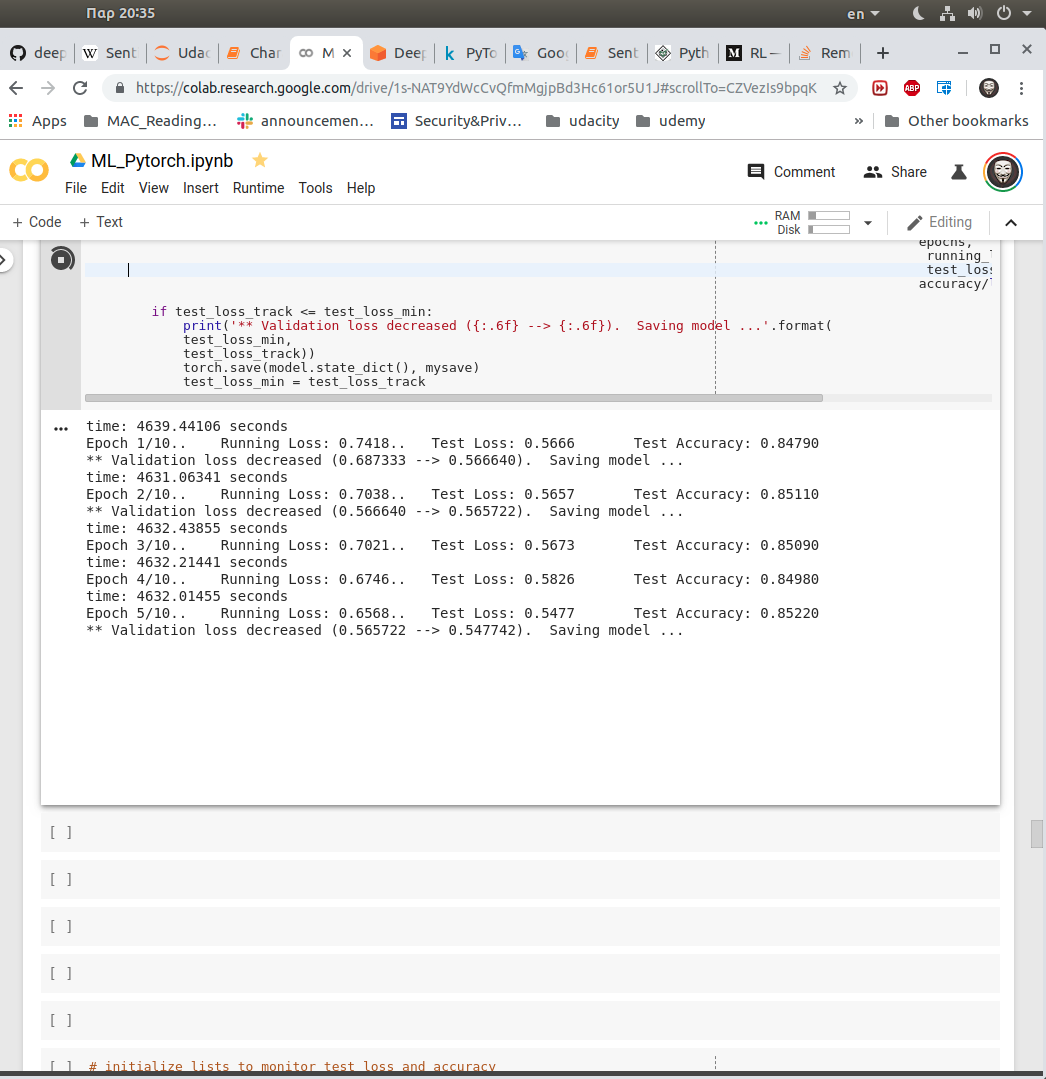 Παρ 20:35
en
deep
Sent
Udac
Char
M
Deep
PyTo
Goog
Sent
Pyth
RL —
Rem
https://colab.research.google.com/drive/1s-NAT9YdWcCvQfmMgjpBd3Hc61or5U1J#scrollTo=CZVezIs9bpqK
Apps
MAC_Reading...
announcemen...
Security&Priv...
udacity
udemy
»
Other bookmarks
ML_Pytorch.ipynb
Comment
Share
File Edit View Insert Runtime Tools Help
+ Code + Text
RAM
Disk
Editing
epochs,
running_l
test_loss
accuracy/
if test_loss_track <= test_loss_min:
print('** Validation loss decreased ({:.6f} --> {:.6f}). Saving model ...'.format(
test_loss_min,
test_loss_track))
torch.save(model.state_dict(), mysave)
test_loss_min = test_loss_track
time: 4639.44106 seconds
Epoch 1/10.. Running Loss: 0.7418.. Test Loss: 0.5666 Test Accuracy: 0.84790
** Validation loss decreased (0.687333 --> 0.566640). Saving model ...
time: 4631.06341 seconds
Epoch 2/10.. Running Loss: 0.7038.. Test Loss: 0.5657 Test Accuracy: 0.85110
** Validation loss decreased (0.566640 --> 0.565722). Saving model ...
time: 4632.43855 seconds
Epoch 3/10.. Running Loss: 0.7021.. Test Loss: 0.5673 Test Accuracy: 0.85090
time: 4632.21441 seconds
Epoch 4/10.. Running Loss: 0.6746.. Test Loss: 0.5826 Test Accuracy: 0.84980
time: 4632.01455 seconds
Epoch 5/10.. Running Loss: 0.6568.. Test Loss: 0.5477 Test Accuracy: 0.85220
** Validation loss decreased (0.565722 --> 0.547742). Saving model ...
[ ]
[ ]
[ ]
[ ]
[ ]
[ ] # initialize lists to monitor test loss and accuracy